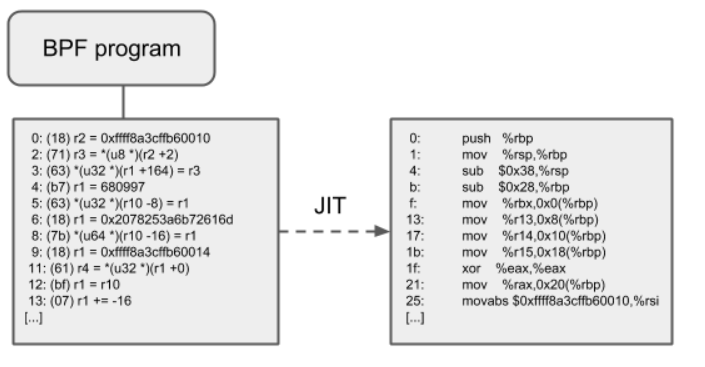 BPF program
0: (18) r2 = 0xffff8a3cffb60010
2: (71) r3 = *(u8 *)(r2 +2)
3: (63) *(u32 *)(r1 +164) = r3
4: (b7) r1 = 680997
5: (63) *(u32 *)(r10 -8) = r1
6: (18) r1 = 0x2078253a6b72616d
8: (7b) *(u64 *)(r10 -16) = r1
9: (18) r1 = 0xffff8a3cffb60014
11: (61) r4 = *(u32 *)(r1 +0)
12: (bf) r1 = r10
13: (07) r1 += -16
[...]
JIT
0: push %rbp
1: mov %rsp,%rbp
4: sub $0x38,%rsp
b: sub $0x28,%rbp
f: mov %rbx,0x0(%rbp)
13: mov %r13,0x8(%rbp)
17: mov %r14,0x10(%rbp)
1b: mov %r15,0x18(%rbp)
1f: xor %eax,%eax
21: mov %rax,0x20(%rbp)
25: movabs $0xffff8a3cffb60010,%rsi
[...]